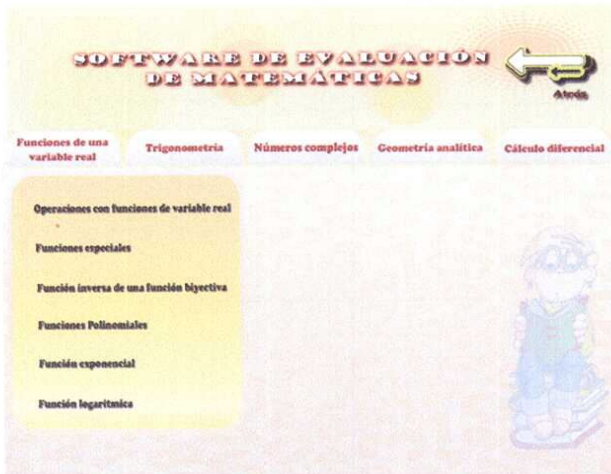 SOFTWARE DE EVALUACIÓN
DE MATEMÁTICAS
Atrás
Funciones de una
variable real
Trigonometría
Números complejos
Geometría analítica
Cálculo diferencial
Operaciones con funciones de variable real
Funciones especiales
Función inversa de una función biyectiva
Funciones Polinomiales
Función exponencial
Función logarítmica